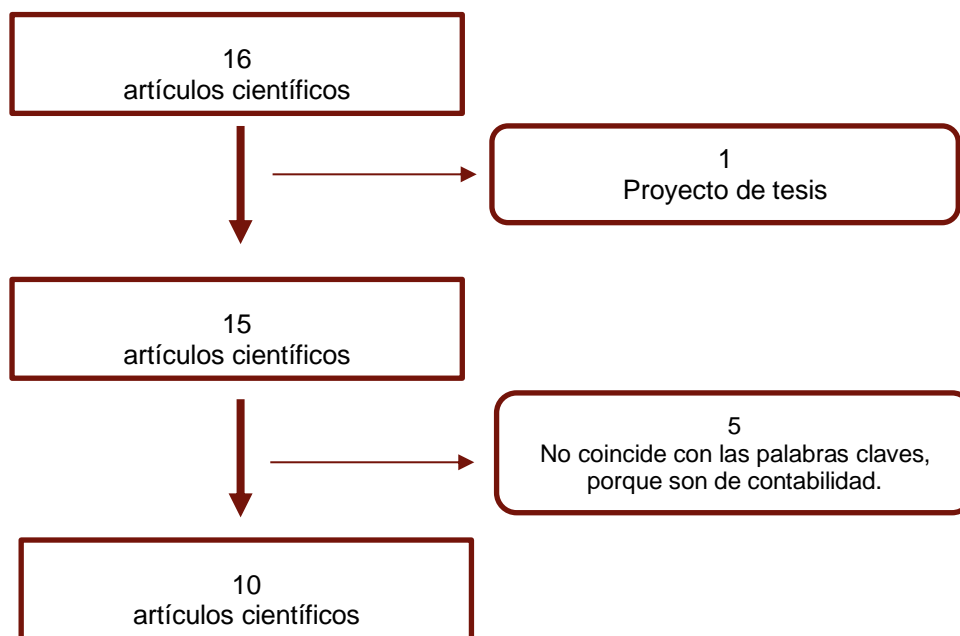 16
artículos científicos
1
Proyecto de tesis
15
artículos científicos
5
No coincide con las palabras claves,
porque son de contabilidad.
10
artículos científicos